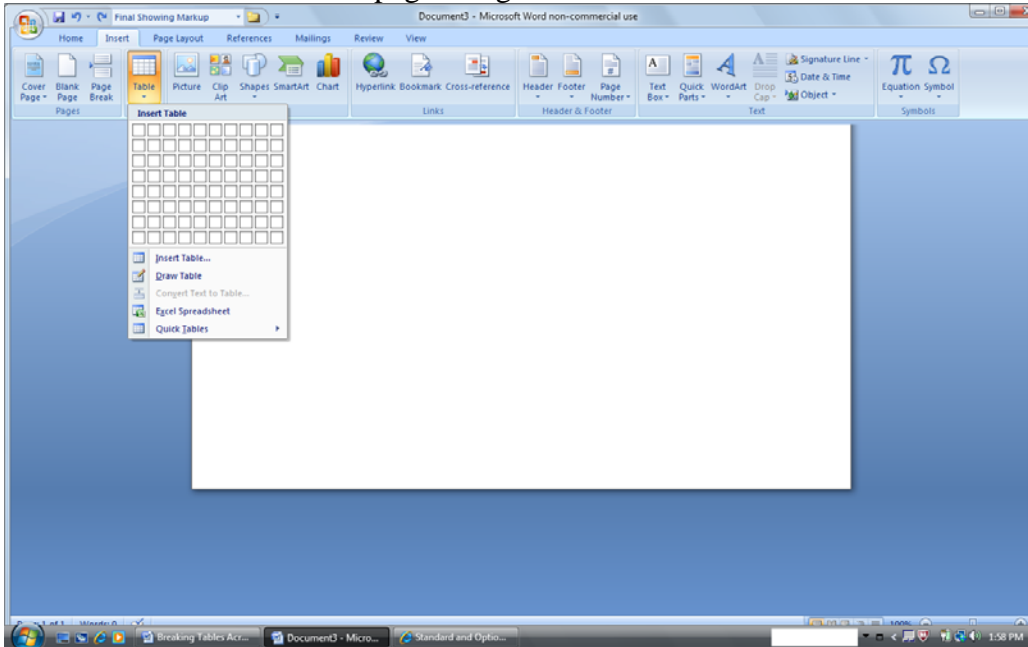 Final Showing Markup
Document3 - Microsoft Word non-commercial use
Home Insert Page Layout References Mailings Review View
Cover Page Blank Page Page Break Table Picture Clip Art Shapes SmartArt Chart Hyperlink Bookmark Cross-reference Header Footer Page Number Text Box Quick Parts WordArt Drop Cap Signature Line Date & Time Object Equation Symbol
Pages Links Header & Footer Text Symbols
Insert Table
Insert Table...
Draw Table
Convert Text to Table...
Excel Spreadsheet
Quick Tables
Words: 0 100%
Breaking Tables Acr... Document3 - Micro... Standard and Optio... 1:58 PM